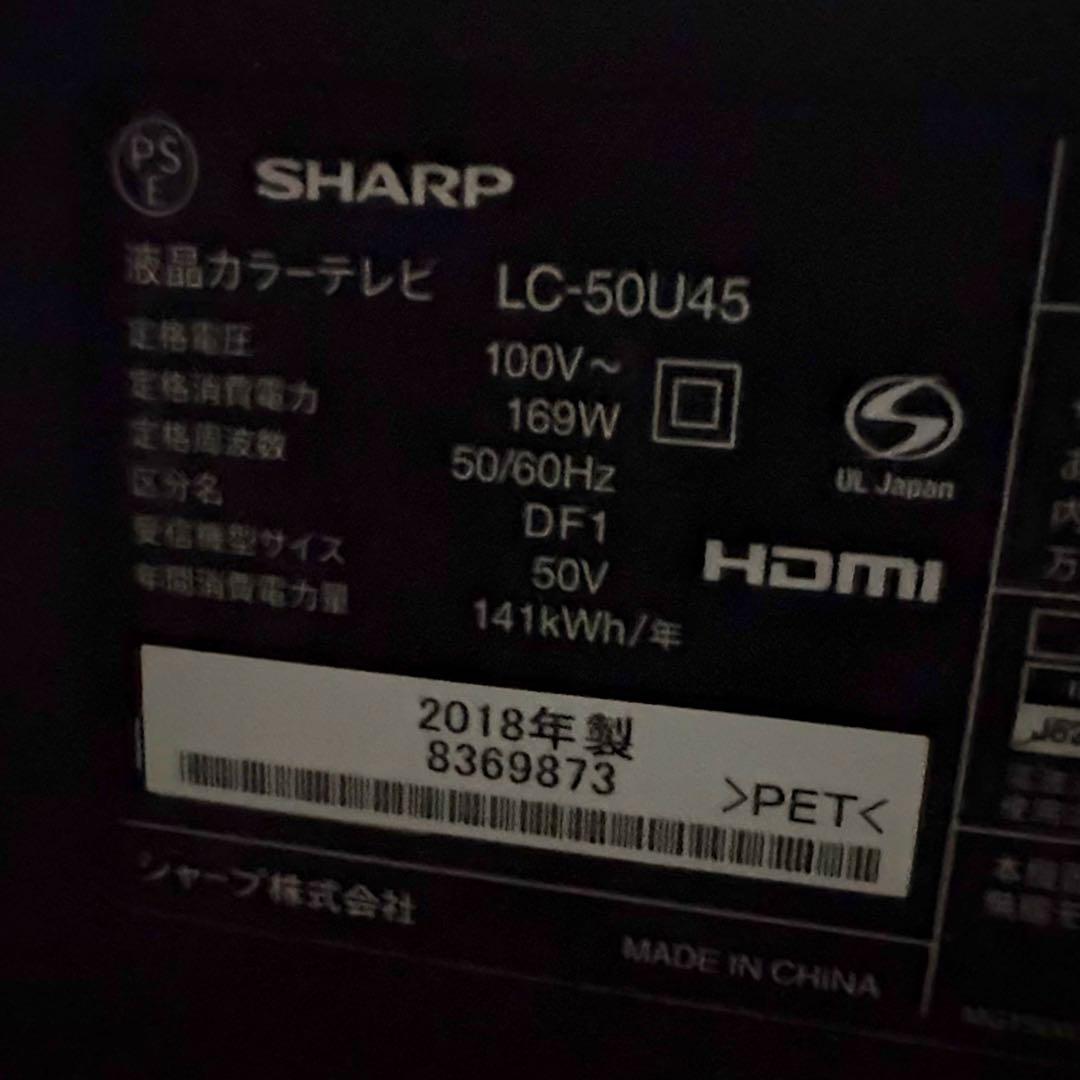 PS
E
SHARP
液晶カラーテレビ LC-50U45
定格電圧 100V～
定格消費電力 169W
定格周波数 50/60Hz
区分名 DF1
受信機型サイズ 50V
年間消費電力量 141kWh/年
UL Japan
HDMI
2018年製
8369873
>PET<
シャープ株式会社
MADE IN CHINA
内
万